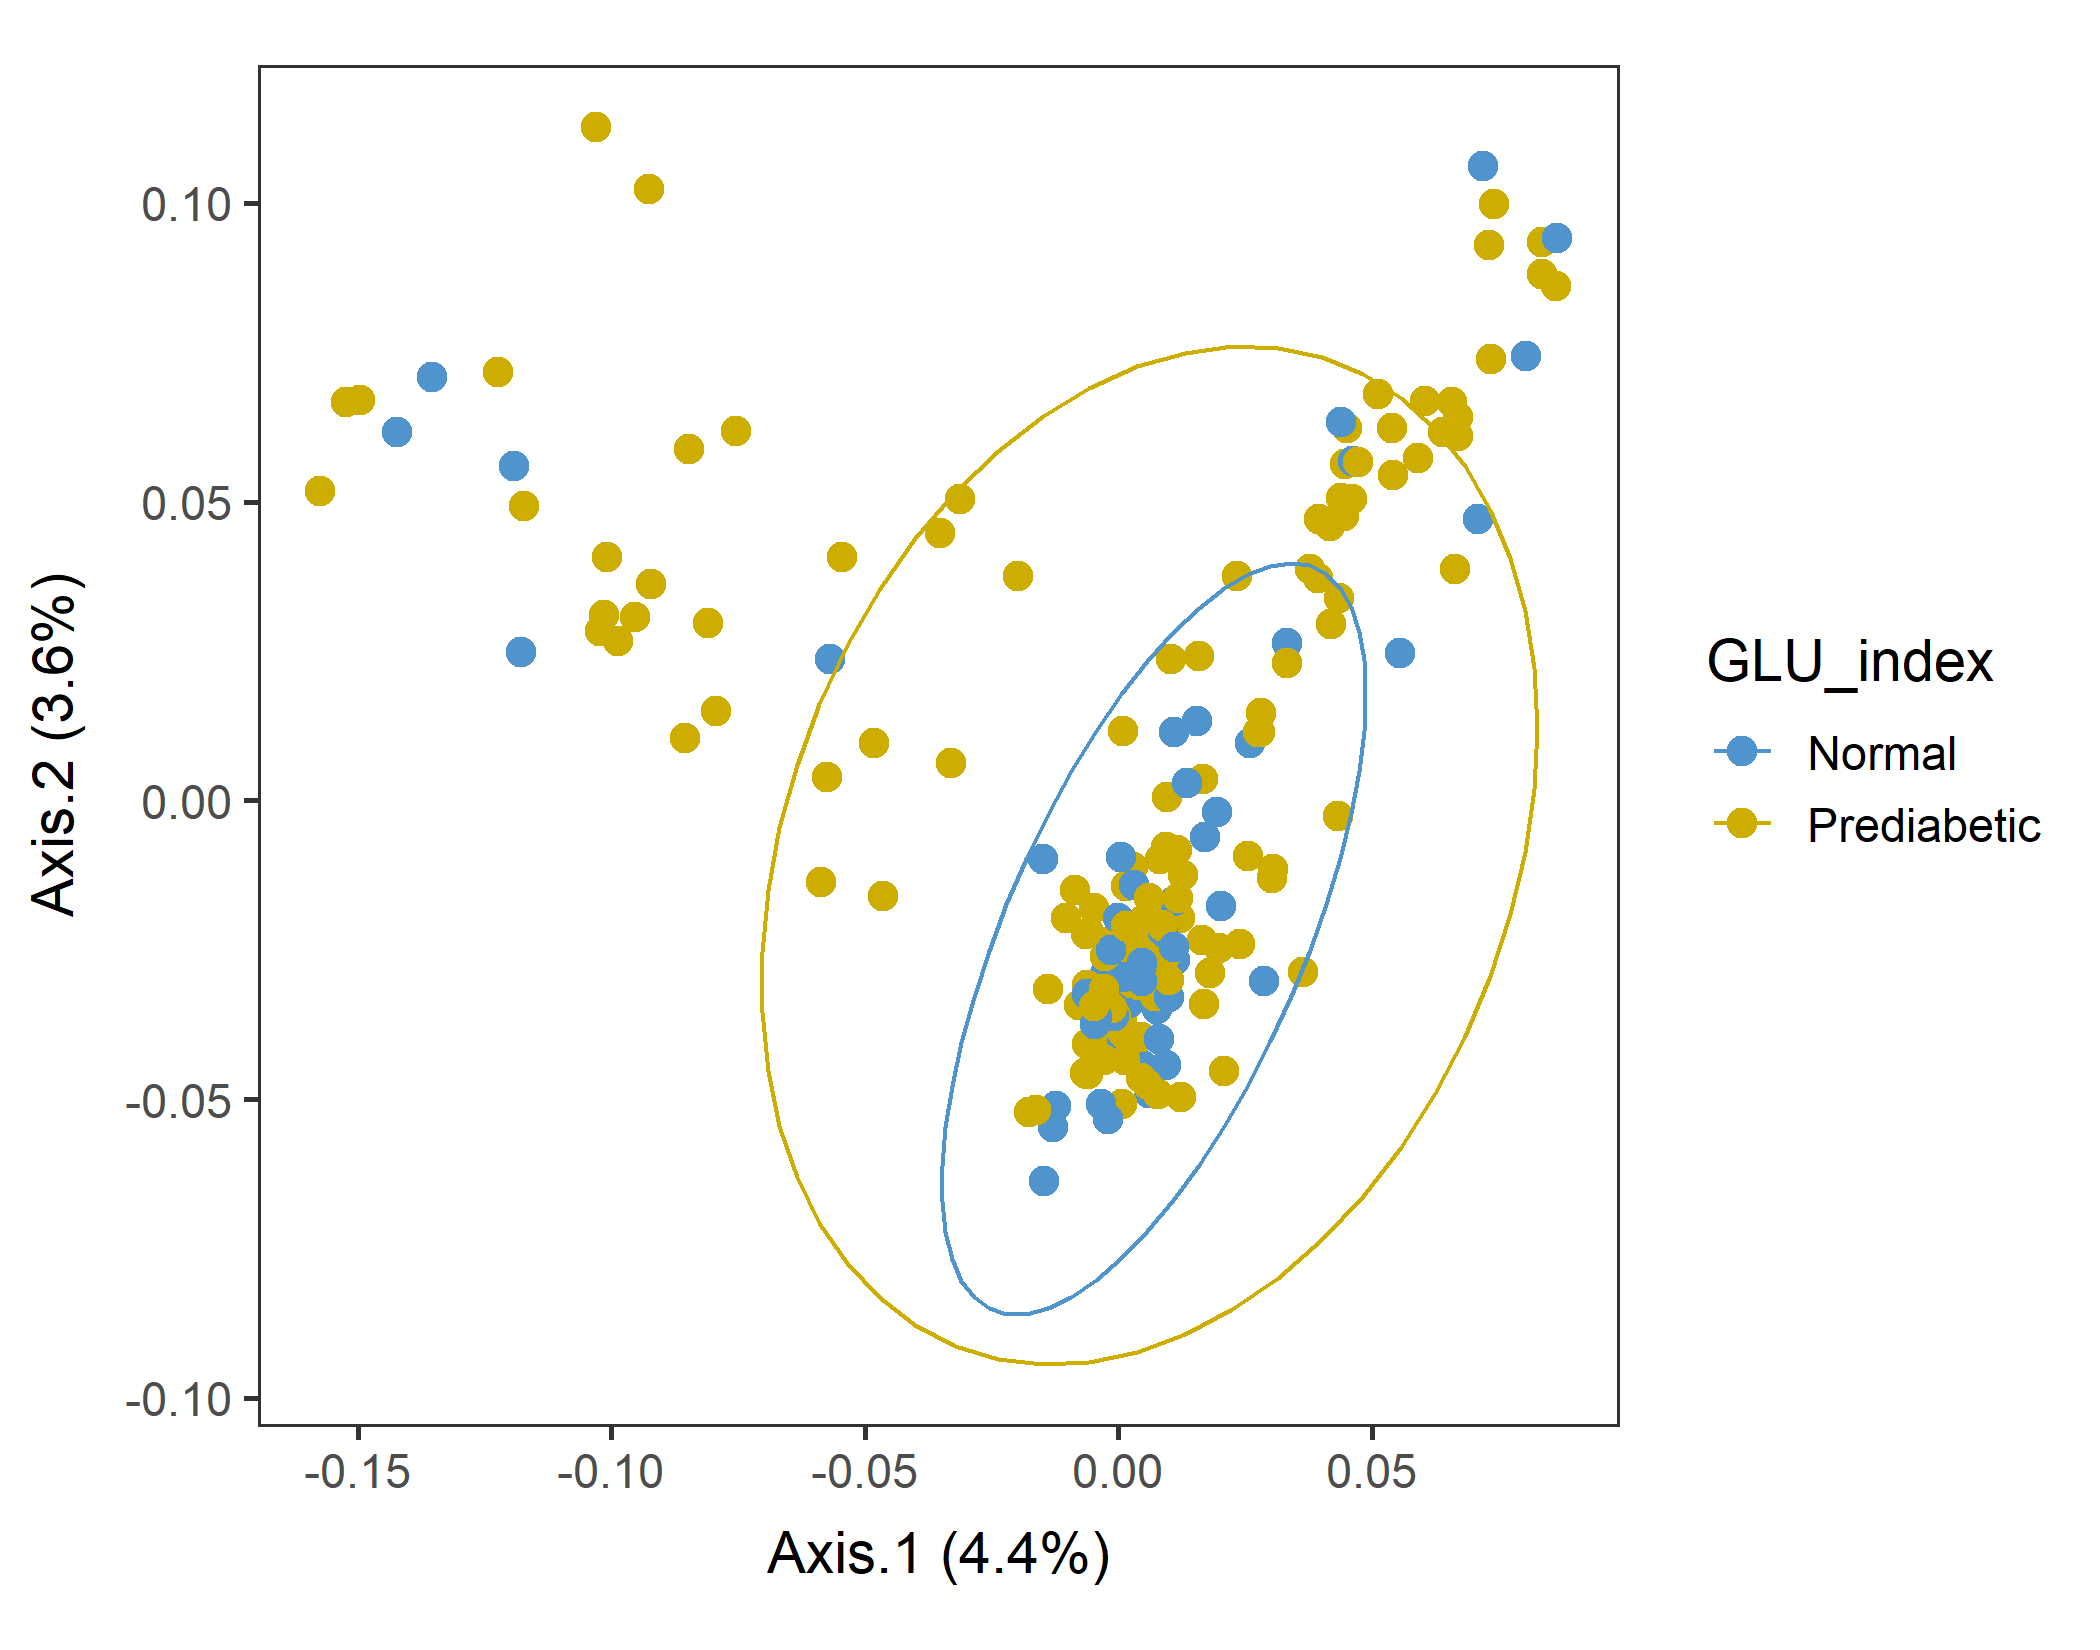 0.10
0.05
0.00
-0.05
-0.10
Axis.2 (3.6%)
-0.15 -0.10 -0.05 0.00 0.05
Axis.1 (4.4%)
GLU_index
Normal
Prediabetic